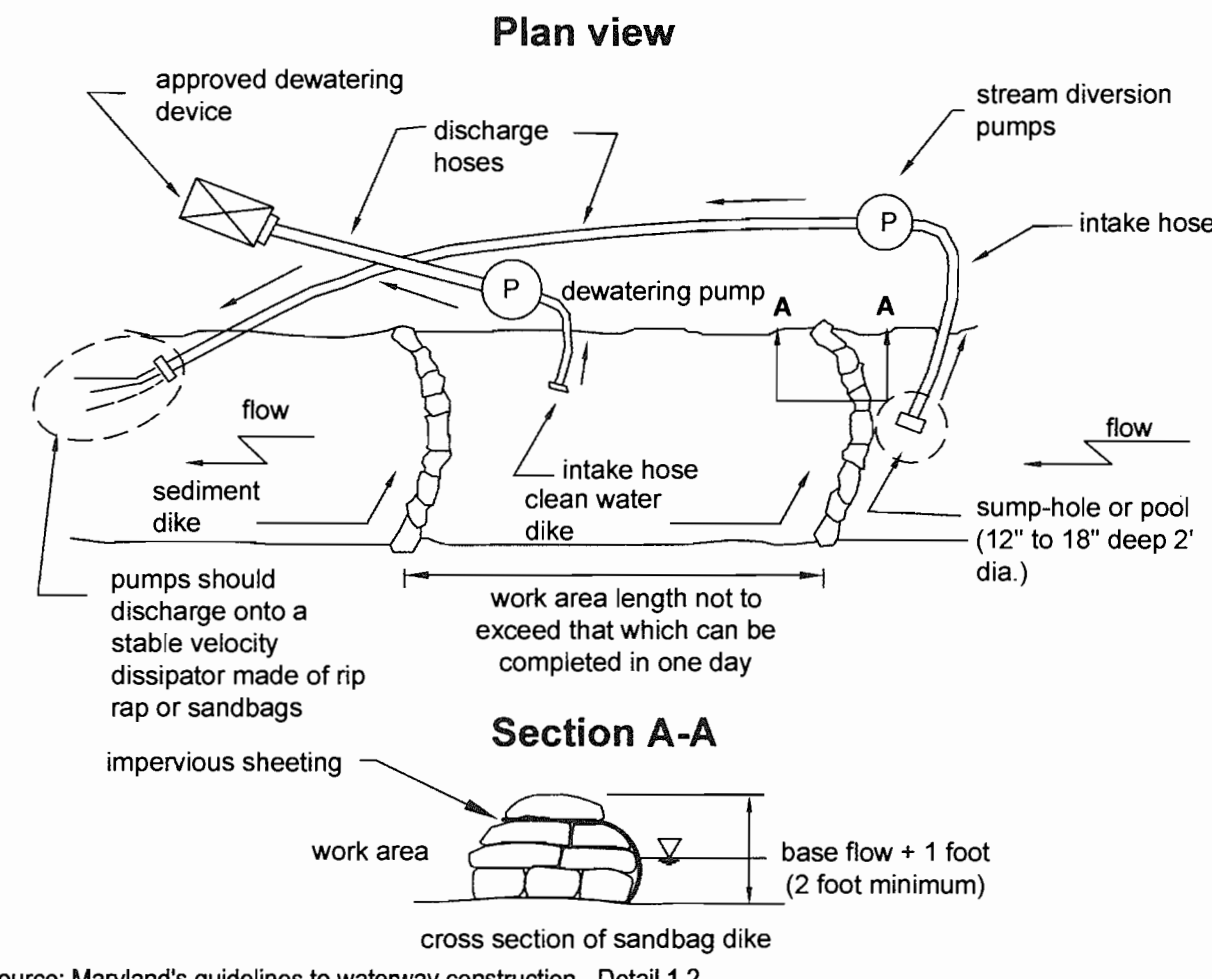 Plan view
approved dewatering
device
discharge
hoses
stream diversion
pumps
P
intake hose
P
dewatering pump
A
A
flow
flow
intake hose
sediment
dike
clean water
dike
sump-hole or pool
(12" to 18" deep 2'
dia.)
pumps should
discharge onto a
stable velocity
dissipator made of rip
rap or sandbags
work area length not to
exceed that which can be
completed in one day
Section A-A
impervious sheeting
work area
base flow + 1 foot
(2 foot minimum)
cross section of sandbag dike
ource: Maryland's guidelines to waterway construction - Detail 1.2